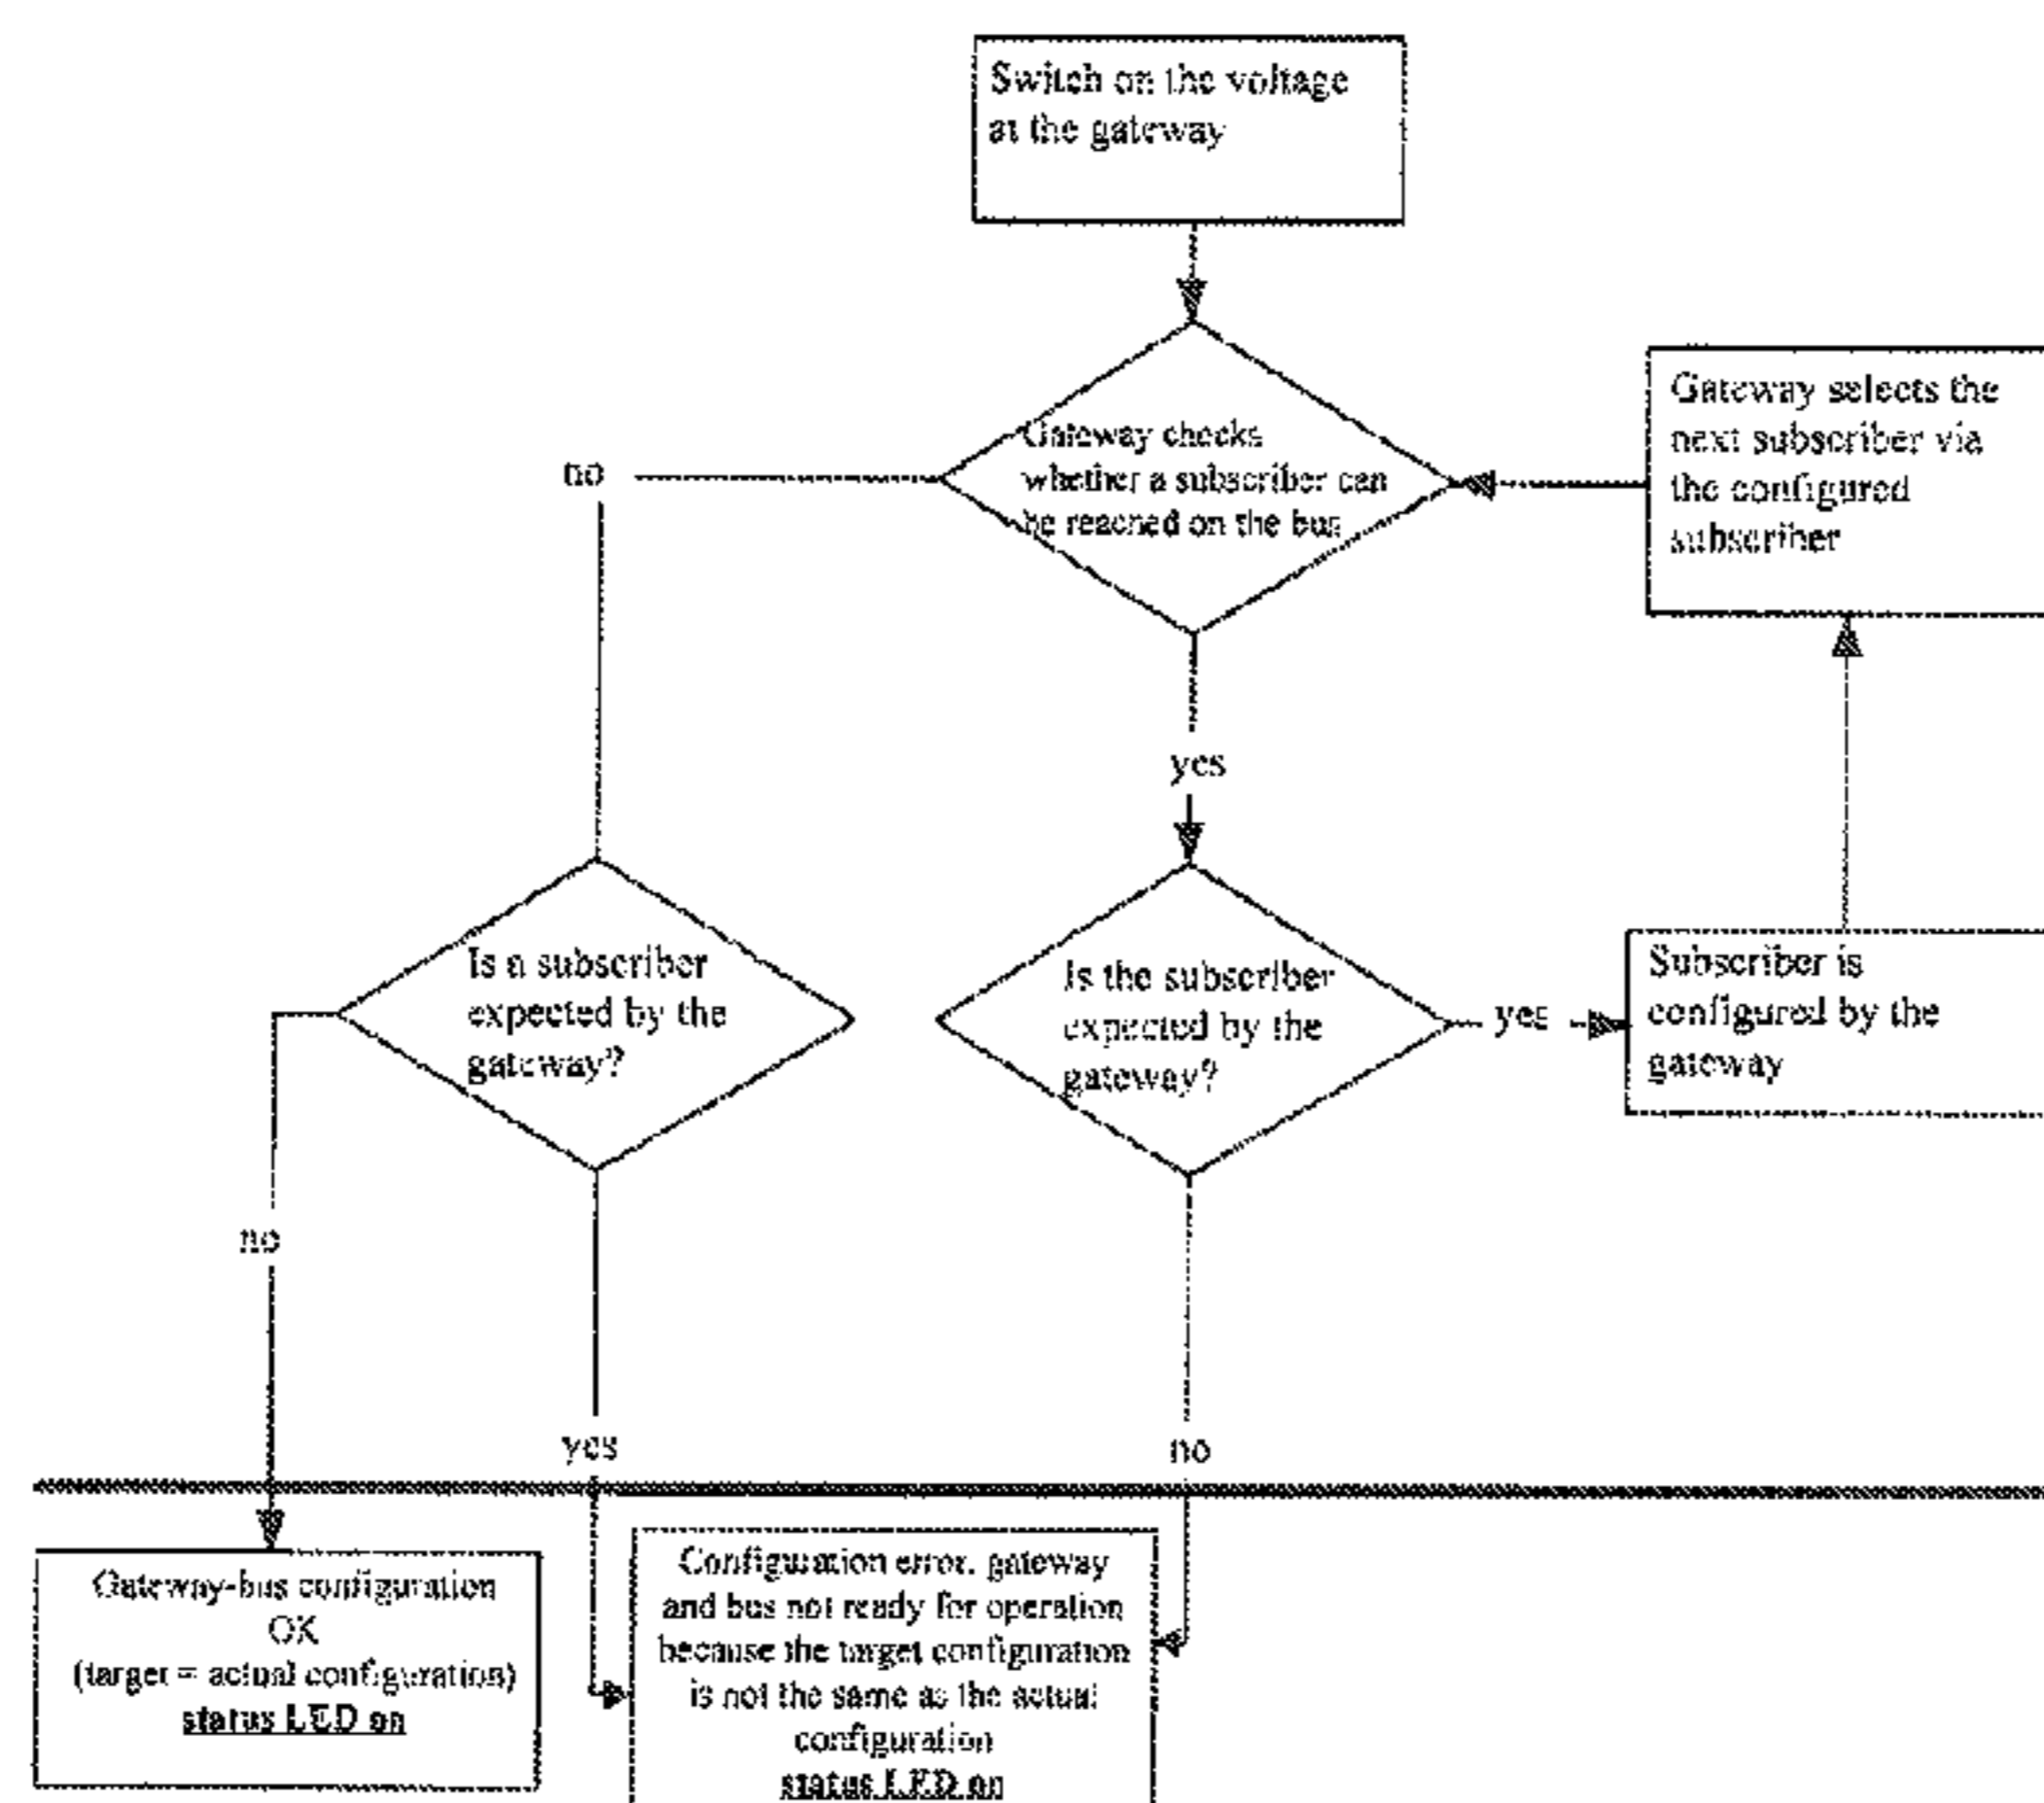 Switch on the voltage
at the gateway
Gateway checks
whether a subscriber can
be reached on the bus
Gateway selects the
next subscriber via
the configured
subscriber
no
yes
Is a subscriber
expected by the
gateway?
Is the subscriber
expected by the
gateway?
yes
Subscriber is
configured by the
gateway
no
yes
no
Gateway-bus configuration
OK
(target = actual configuration)
status LED on
Configuration error, gateway
and bus not ready for operation
because the target configuration
is not the same as the actual
configuration
status LED on